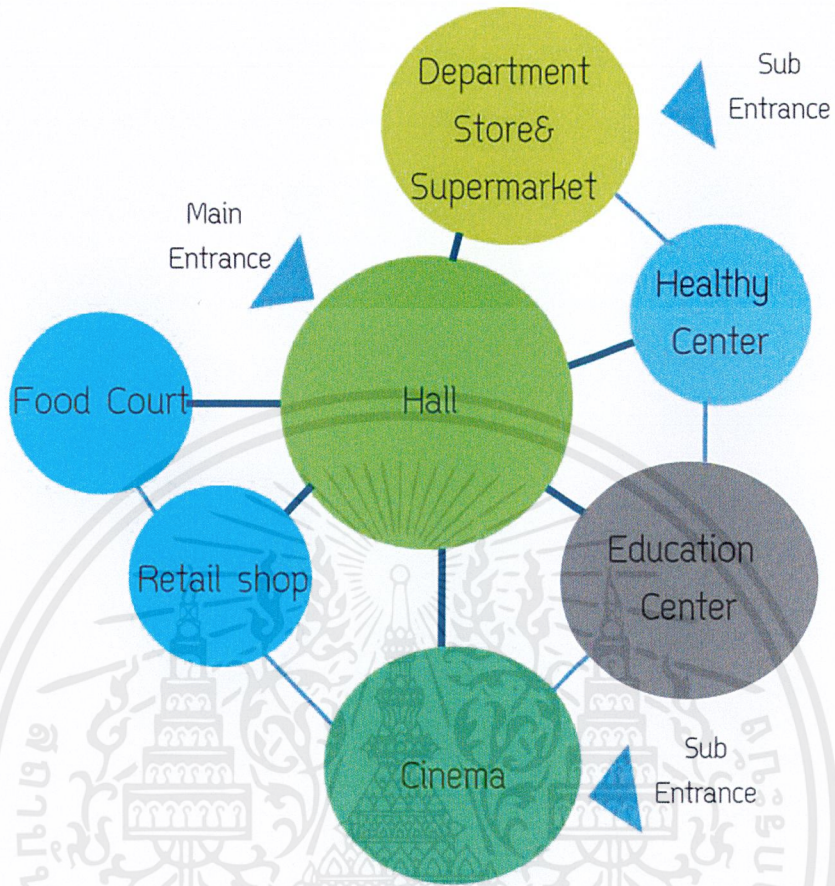 Department
Store&
Supermarket
Sub
Entrance
Main
Entrance
Healthy
Center
Food Court
Hall
Retail shop
Education
Center
Cinema
Sub
Entrance